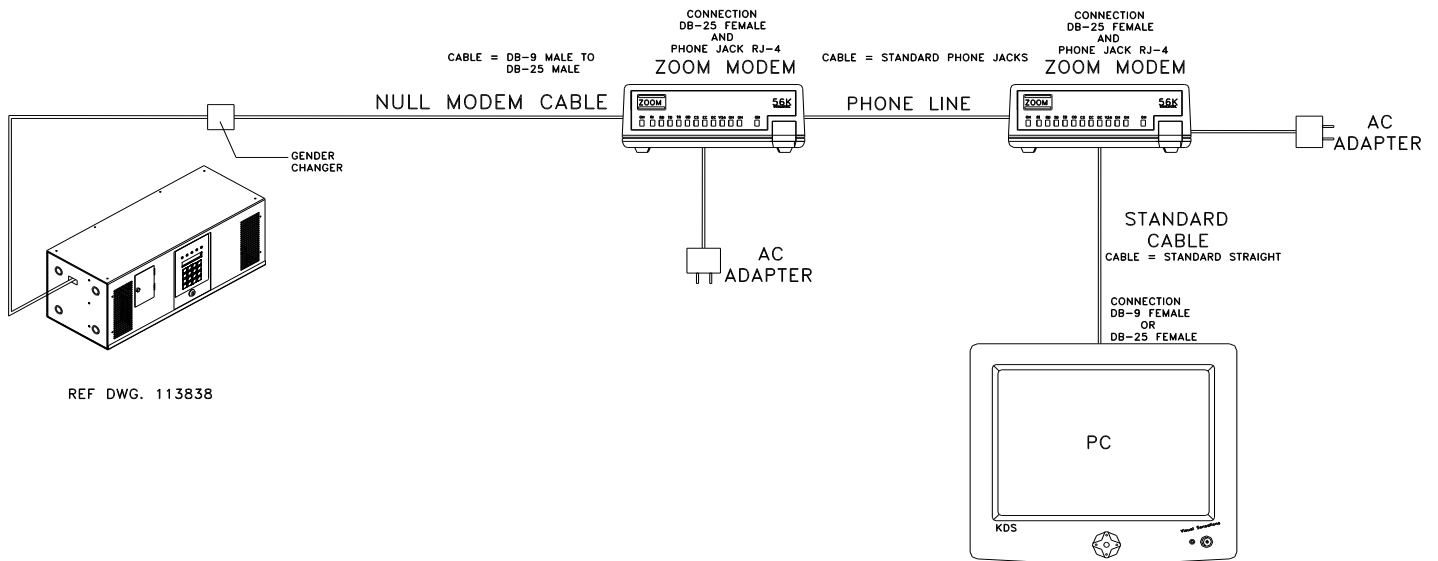 CONNECTION
DB-25 FEMALE
AND
PHONE JACK RJ-4
ZOOM MODEM
CONNECTION
DB-25 FEMALE
AND
PHONE JACK RJ-4
ZOOM MODEM
CABLE = DB-9 MALE TO
DB-25 MALE
CABLE = STANDARD PHONE JACKS
NULL MODEM CABLE
ZOOM
56K
PHONE LINE
ZOOM
56K
AC
ADAPTER
GENDER
CHANGER
STANDARD
CABLE
CABLE = STANDARD STRAIGHT
AC
ADAPTER
CONNECTION
DB-9 FEMALE
OR
DB-25 FEMALE
REF DWG. 113838
PC
KDS
Visual Sensations